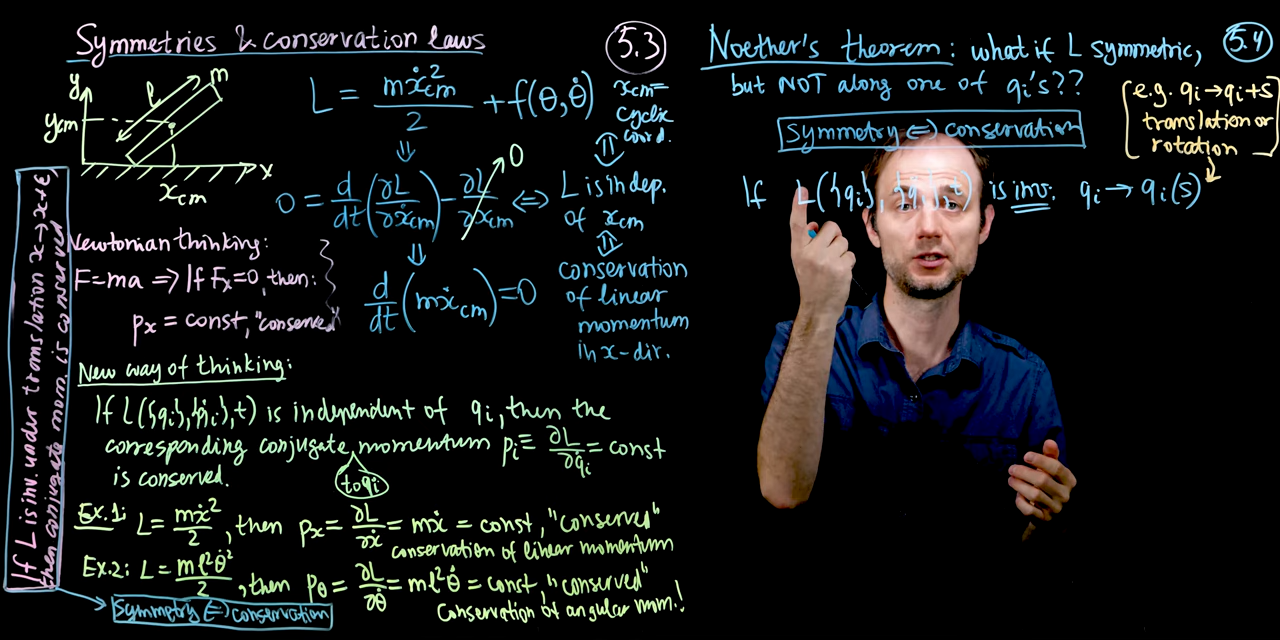 Symmetries & conservation laws
5.3
y
l
m
ycm
x
xcm
L = mẋ²cm/2 + f(θ,θ̇)
⇓
0 = d/dt (∂L/∂ẋcm) - ∂L/∂xcm ⇔
0
⇓
d/dt (mẋcm) = 0
xcm =
cyclic
coord.
⇕
L is indep.
of xcm
⇕
conservation
of linear
momentum
in x-dir.
Newtonian thinking:
F=ma => If Fx=0, then:
px = const, "conserved"
New way of thinking:
If L({qi},{q̇i},t) is independent of qi, then the
corresponding conjugate momentum pi ≡ ∂L/∂q̇i = const
is conserved.
to qi
Ex.1: L = mẋ²/2, then px = ∂L/∂ẋ = mẋ = const, "conserved"
conservation of linear momentum
Ex.2: L = ml²θ̇²/2, then pθ = ∂L/∂θ̇ = ml²θ̇ = const, "conserved"
Conservation of angular mom.!
Symmetry ⇔ conservation
If L is inv. under translation x→x+ε,
then conjugate mom. is conserved
Noether's theorem: what if L symmetric,
5.4
but NOT along one of qi's??
e.g. qi→qi+s
translation or
rotation
Symmetry ⇔ conservation
If L({qi},{q̇i},t) is inv: qi → qi(s)